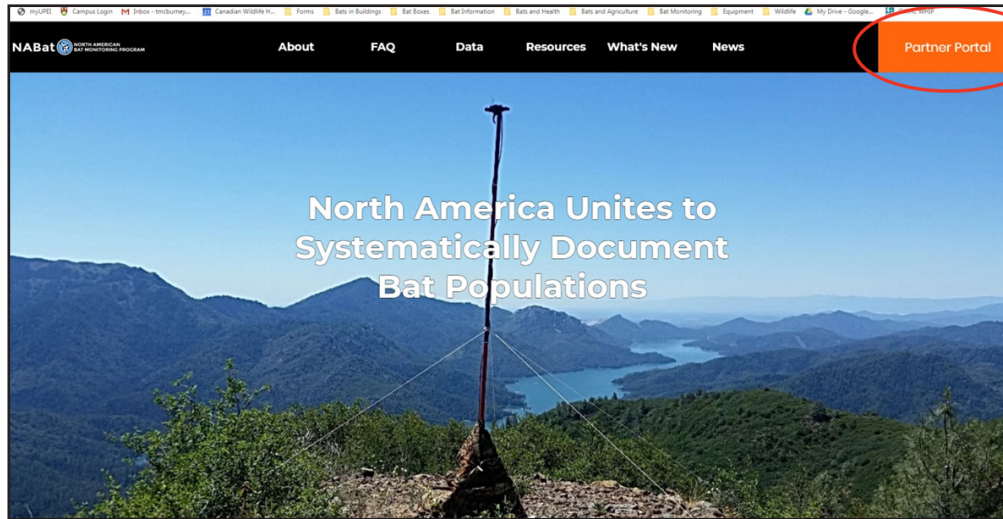 myUPEI Campus Login Inbox - tmcburney... Canadian Wildlife H... Forms Bats in Buildings Bat Boxes Bat Information Bats and Health Bats and Agriculture Bat Monitoring Equipment Wildlife My Drive - Google...
NABat NORTH AMERICAN BAT MONITORING PROGRAM About FAQ Data Resources What's New News Partner Portal
North America Unites to
Systematically Document
Bat Populations